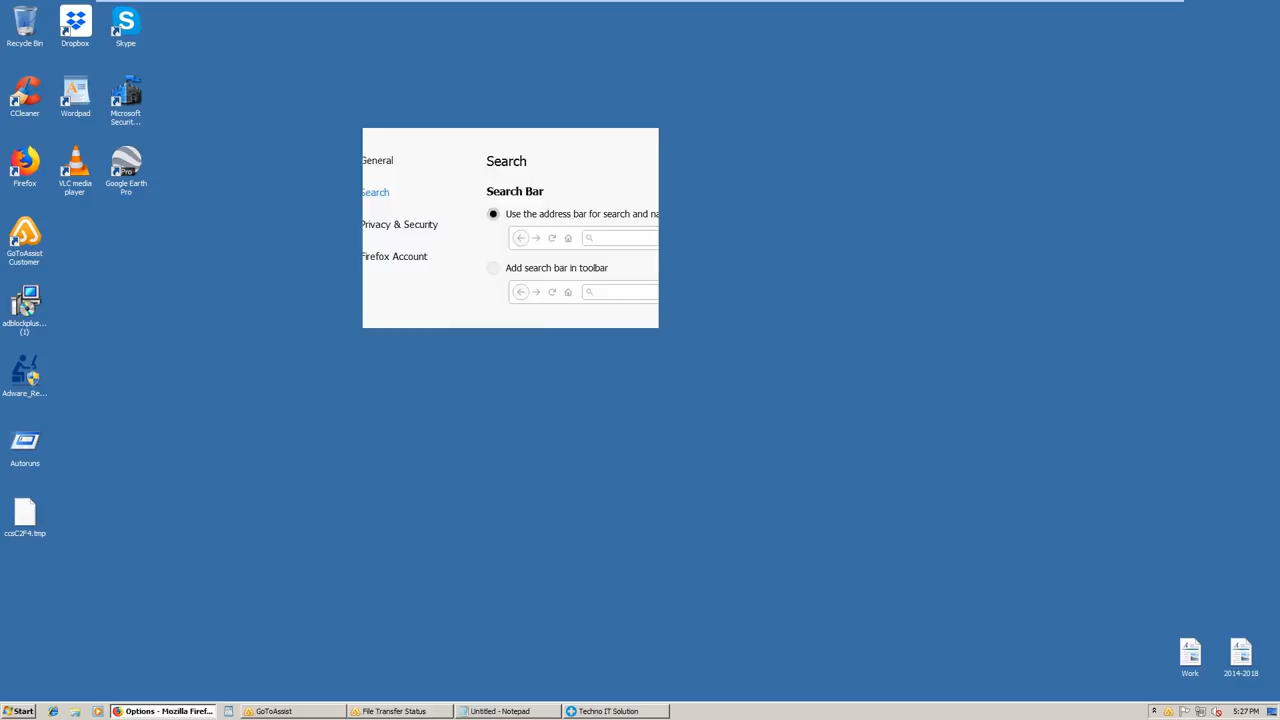 Recycle Bin
Dropbox
Skype
CCleaner
Wordpad
Microsoft
Securit...
Firefox
VLC media
player
Google Earth
Pro
GoToAssist
Customer
adblockplus...
(1)
Adware_Re...
Autoruns
ccsC2F4.tmp
General
Search
Privacy & Security
Firefox Account
Search
Search Bar
Use the address bar for search and na
Add search bar in toolbar
Work
2014-2018
Start
Options - Mozilla Firef...
GoToAssist
File Transfer Status
Untitled - Notepad
Techno IT Solution
5:27 PM